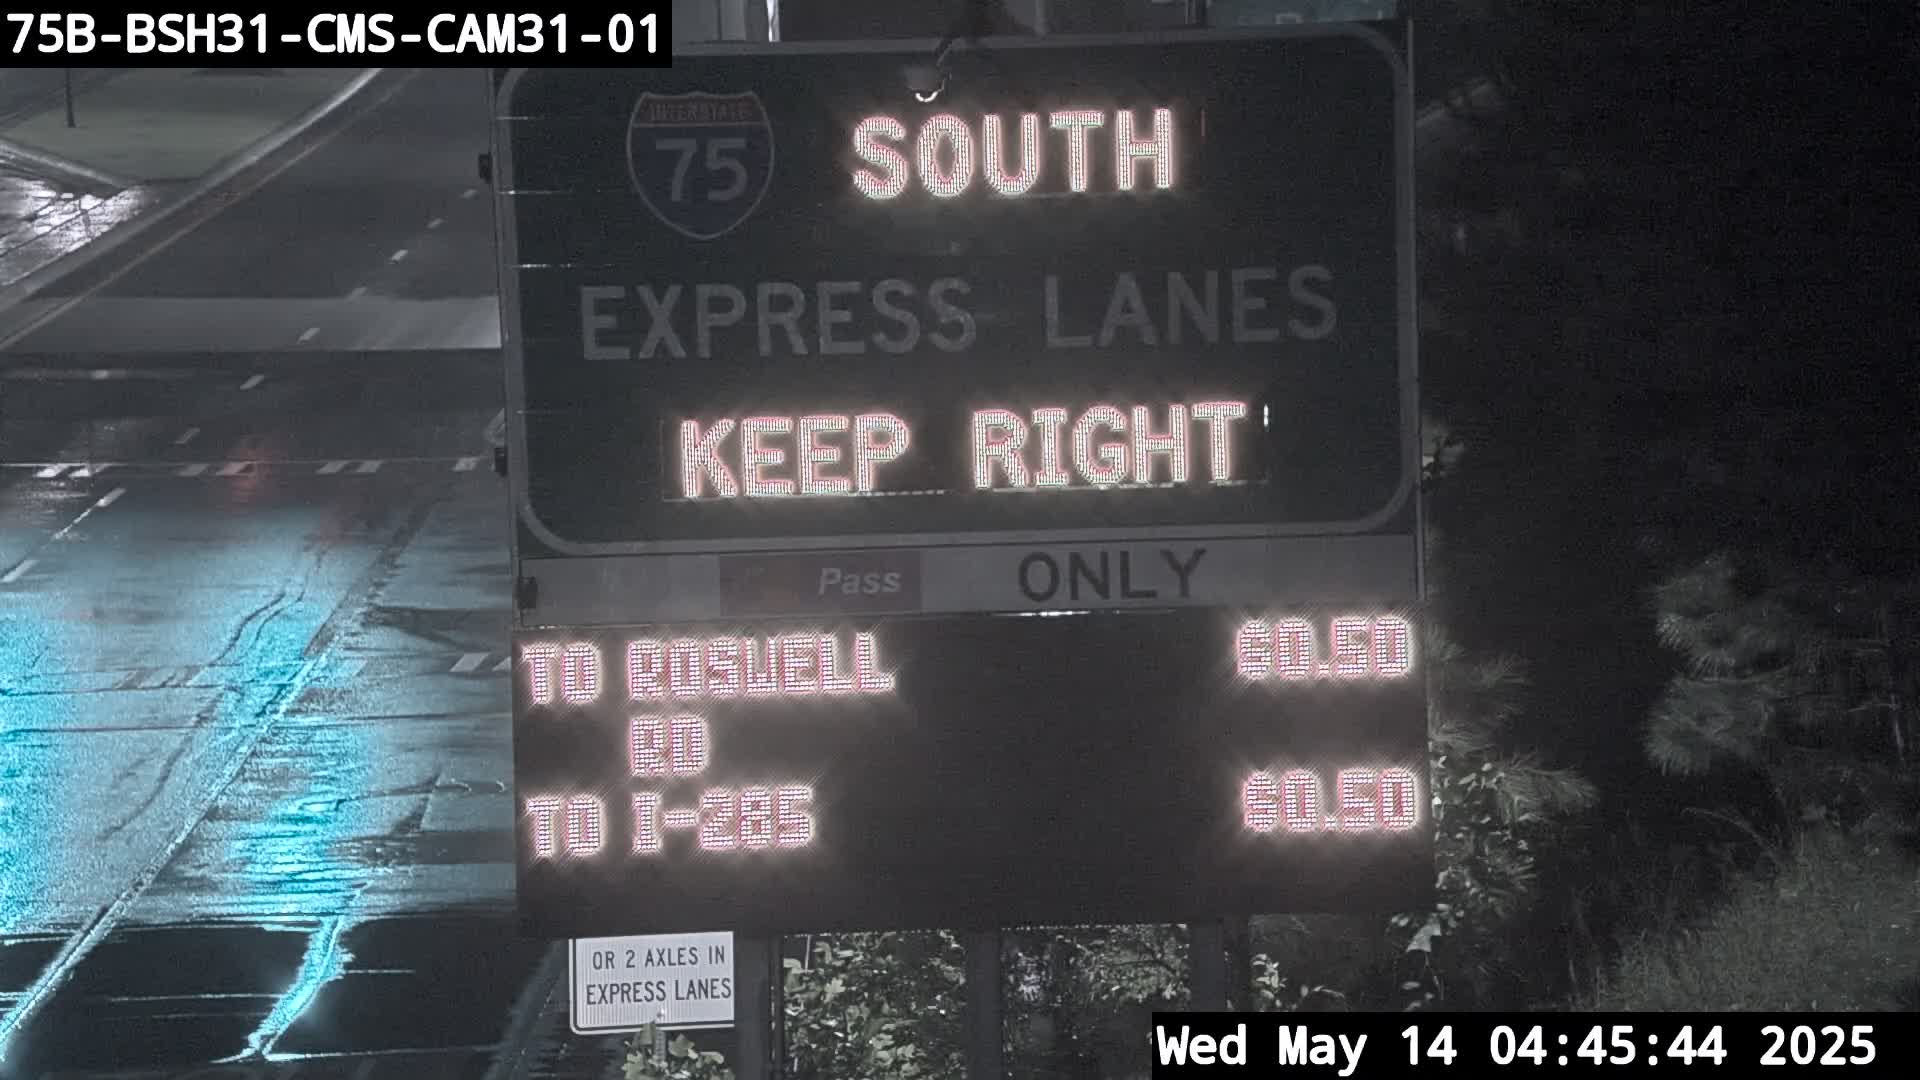 75B-BSH31-CMS-CAM31-01
INTERSTATE
75
SOUTH
EXPRESS LANES
KEEP RIGHT
Pass ONLY
TO ROSWELL $0.50
RD
TO I-285 $0.50
OR 2 AXLES IN
EXPRESS LANES
Wed May 14 04:45:44 2025